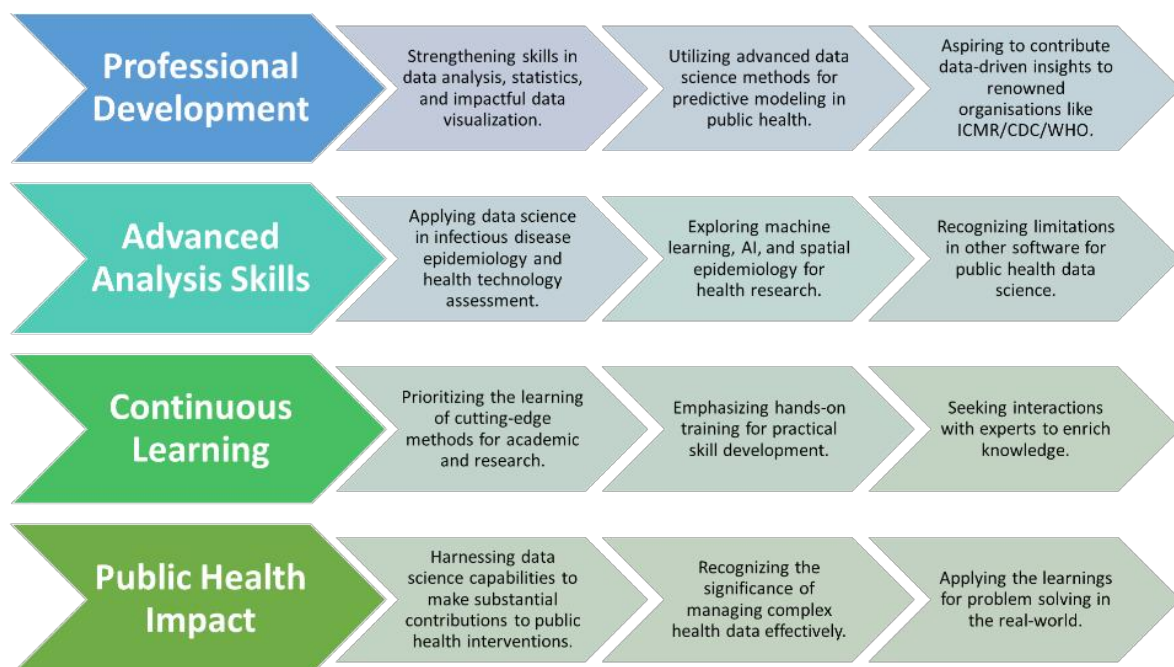 Professional
Development
Strengthening skills in
data analysis, statistics,
and impactful data
visualization.
Utilizing advanced data
science methods for
predictive modeling in
public health.
Aspiring to contribute
data-driven insights to
renowned
organisations like
ICMR/CDC/WHO.
Advanced
Analysis Skills
Applying data science
in infectious disease
epidemiology and
health technology
assessment.
Exploring machine
learning, AI, and spatial
epidemiology for
health research.
Recognizing limitations
in other software for
public health data
science.
Continuous
Learning
Prioritizing the learning
of cutting-edge
methods for academic
and research.
Emphasizing hands-on
training for practical
skill development.
Seeking interactions
with experts to enrich
knowledge.
Public Health
Impact
Harnessing data
science capabilities to
make substantial
contributions to public
health interventions.
Recognizing the
significance of
managing complex
health data effectively.
Applying the learnings
for problem solving in
the real-world.